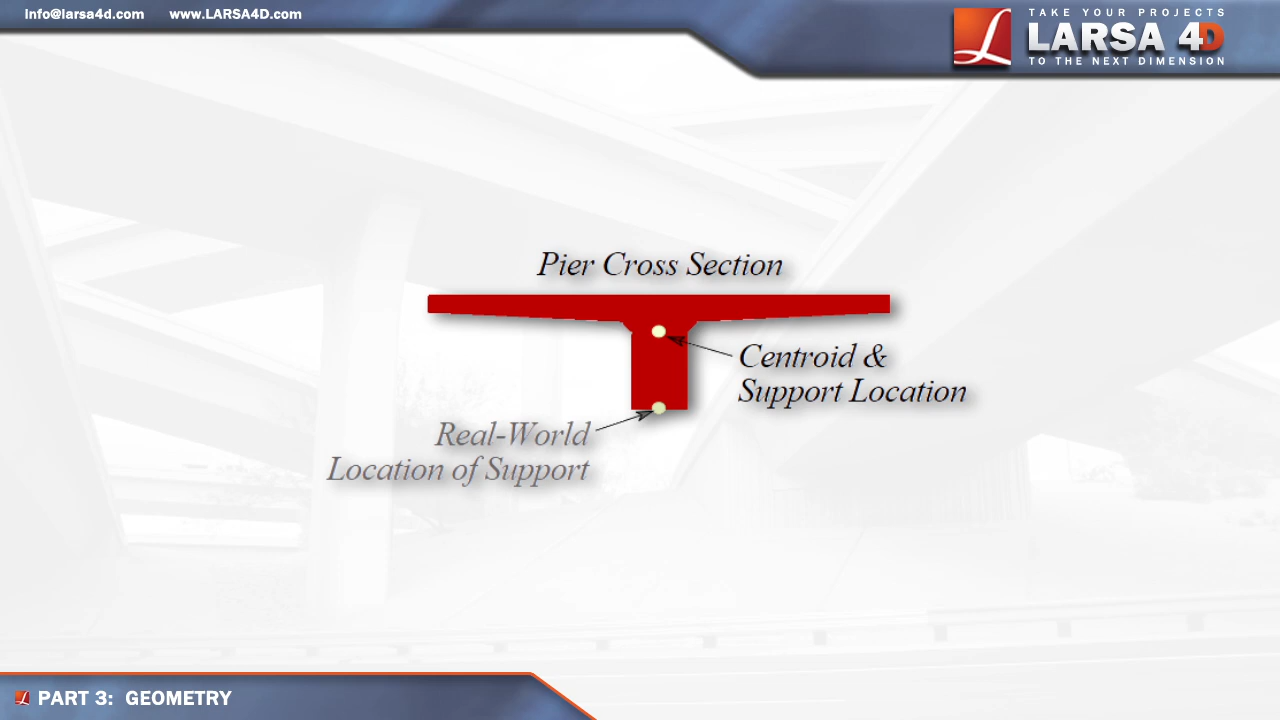 info@larsa4d.com www.LARSA4D.com
TAKE YOUR PROJECTS
LARSA 4D
TO THE NEXT DIMENSION
Pier Cross Section
Centroid &
Support Location
Real-World
Location of Support
PART 3: GEOMETRY